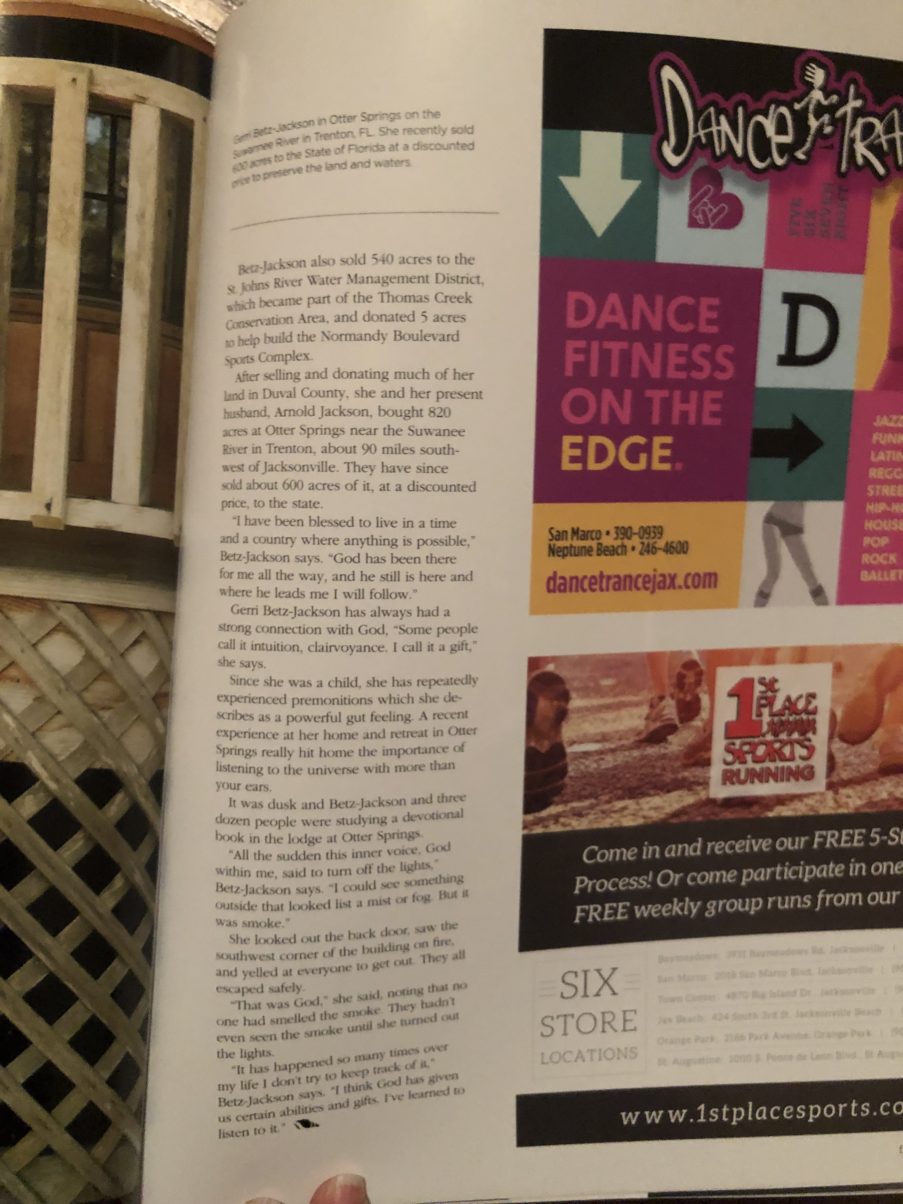 Gerri Betz-Jackson in Otter Springs on the
Suwannee River in Trenton, FL. She recently sold
600 acres to the State of Florida at a discounted
price to preserve the land and waters.
Betz-Jackson also sold 540 acres to the
St. Johns River Water Management District,
which became part of the Thomas Creek
Conservation Area, and donated 5 acres
to help build the Normandy Boulevard
Sports Complex.
After selling and donating much of her
land in Duval County, she and her present
husband, Arnold Jackson, bought 820
acres at Otter Springs near the Suwanee
River in Trenton, about 90 miles south-
west of Jacksonville. They have since
sold about 600 acres of it, at a discounted
price, to the state.
“I have been blessed to live in a time
and a country where anything is possible,”
Betz-Jackson says. “God has been there
for me all the way, and he still is here and
where he leads me I will follow.”
Gerri Betz-Jackson has always had a
strong connection with God, “Some people
call it intuition, clairvoyance. I call it a gift,”
she says.
Since she was a child, she has repeatedly
experienced premonitions which she de-
scribes as a powerful gut feeling. A recent
experience at her home and retreat in Otter
Springs really hit home the importance of
listening to the universe with more than
your ears.
It was dusk and Betz-Jackson and three
dozen people were studying a devotional
book in the lodge at Otter Springs.
“All the sudden this inner voice, God
within me, said to turn off the lights,”
Betz-Jackson says. “I could see something
outside that looked list a mist or fog. But it
was smoke.”
She looked out the back door, saw the
southwest corner of the building on fire,
and yelled at everyone to get out. They all
escaped safely.
“That was God,” she said, noting that no
one had smelled the smoke. They hadn't
even seen the smoke until she turned out
the lights.
“It has happened so many times over
my life I don't try to keep track of it,”
Betz-Jackson says. “I think God has given
us certain abilities and gifts. I've learned to
listen to it.”
DANCE TRA
FIVE
SIX
SEVEN
EIGHT
DANCE
FITNESS
ON THE
EDGE.
D
JAZZ
FUNK
LATIN
REGG
STREE
HIP-HO
HOUSE
POP
ROCK
BALLET
San Marco • 390-0939
Neptune Beach • 246-4600
dancetrancejax.com
1st
PLACE
SPORTS
RUNNING
Come in and receive our FREE 5-St
Process! Or come participate in one
FREE weekly group runs from our
SIX
STORE
LOCATIONS
Baymeadows: 3931 Baymeadows Rd, Jacksonville |
San Marco: 2018 San Marco Blvd, Jacksonville |
Town Center: 4870 Big Island Dr, Jacksonville |
Jax Beach: 424 South 3rd St, Jacksonville Beach |
Orange Park: 2186 Park Avenue, Orange Park |
St. Augustine: 1090 S. Ponce de Leon Blvd, St Augu
www.1stplacesports.co